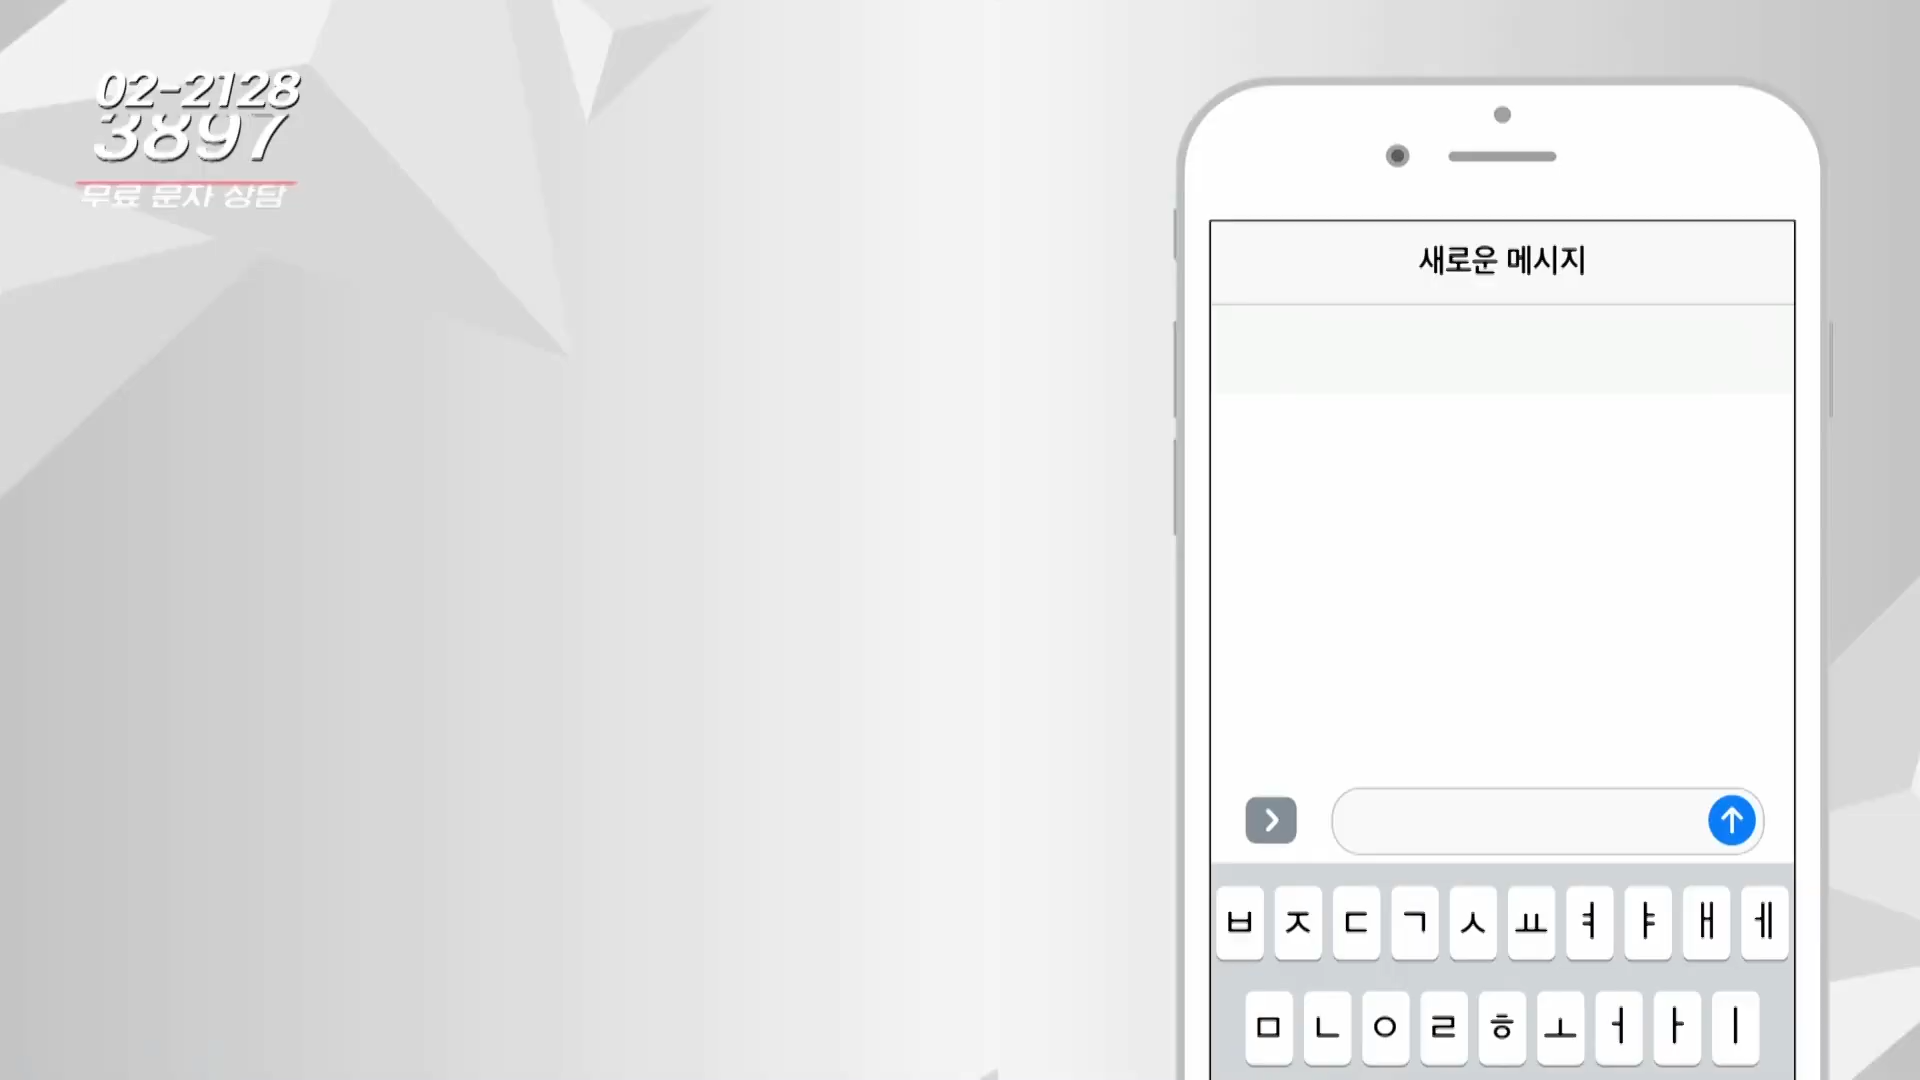 02-2128
3897
무료 문자 상담
새로운 메시지
ㅂ ㅈ ㄷ ㄱ ㅅ ㅛ ㅕ ㅑ ㅐ ㅔ
ㅁ ㄴ ㅇ ㄹ ㅎ ㅗ ㅓ ㅏ ㅣ